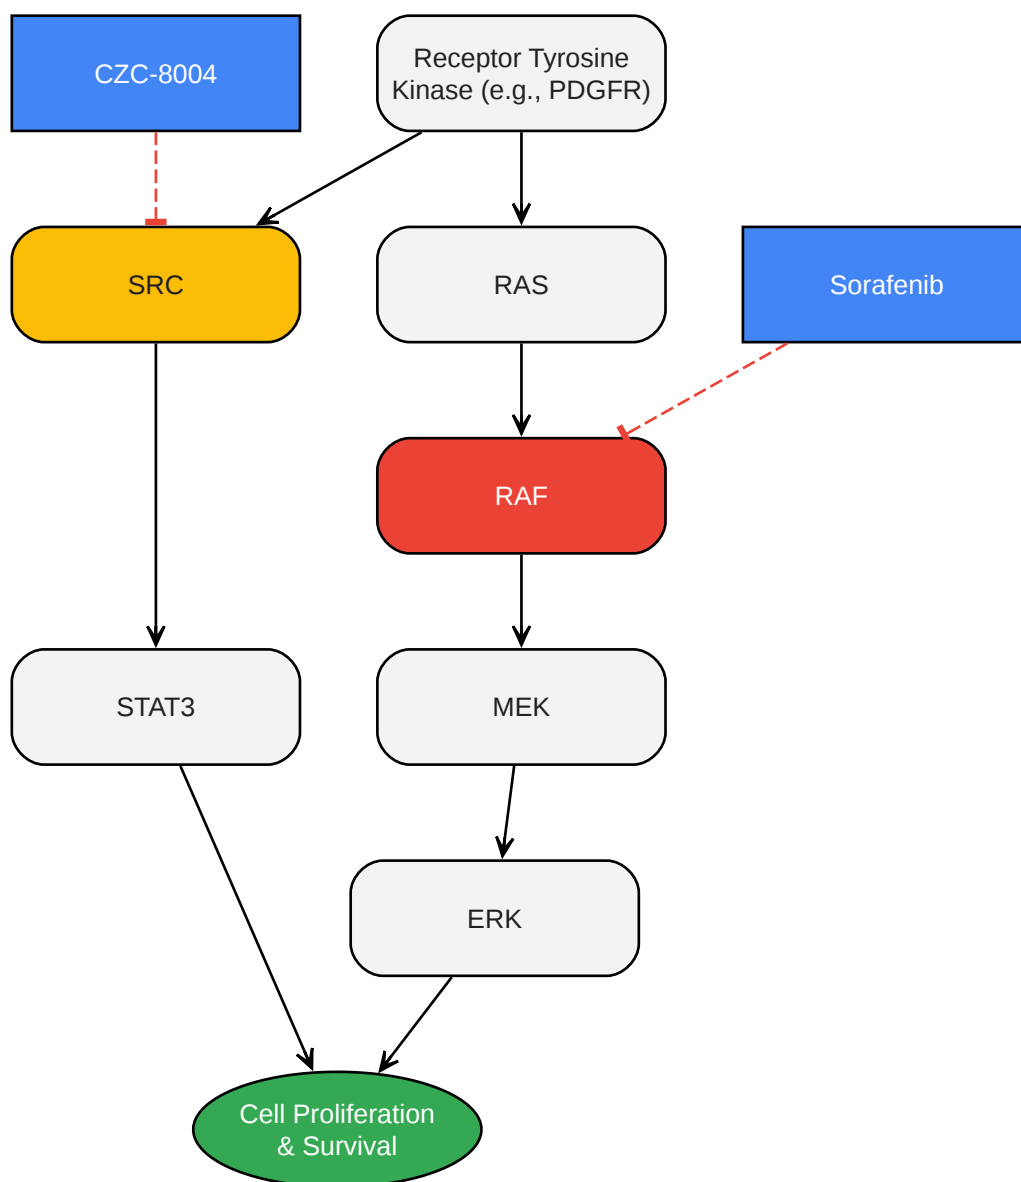 CZC-8004
Receptor Tyrosine
Kinase (e.g., PDGFR)
SRC
RAS
Sorafenib
RAF
STAT3
MEK
ERK
Cell Proliferation
& Survival